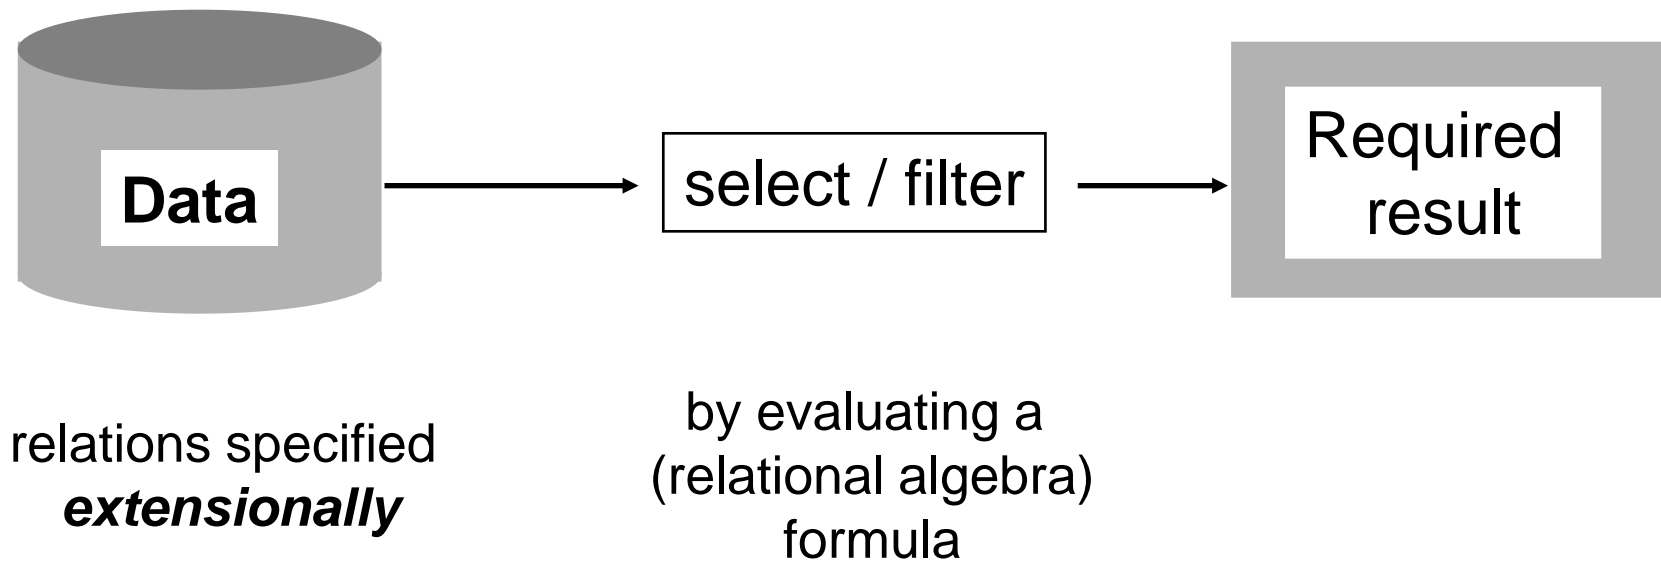 Data
select / filter
Required
result
relations specified
extensionally
by evaluating a
(relational algebra)
formula